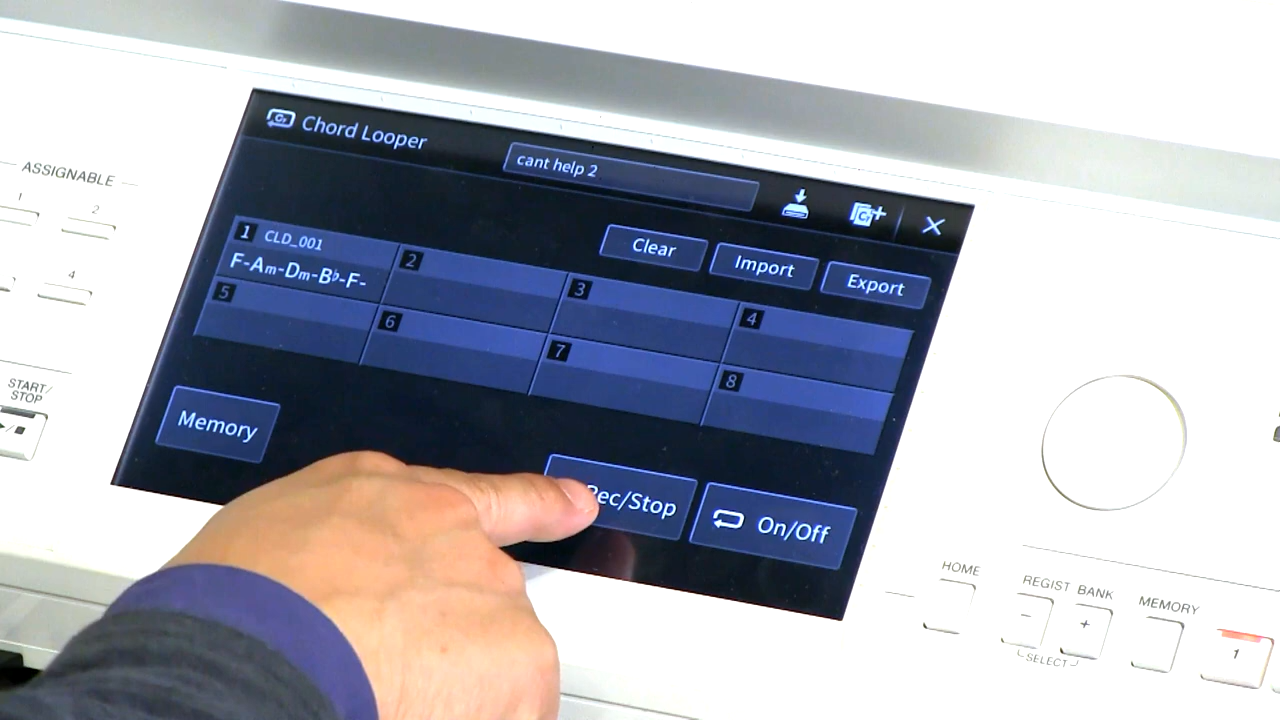 Chord Looper
cant help 2
ASSIGNABLE
1
2
4
Clear
Import
Export
1 CLD_001
F-Am-Dm-B♭-F-
2
3
4
5
6
7
8
START/
STOP
Memory
Rec/Stop
On/Off
HOME
REGIST BANK
MEMORY
-
+
SELECT
1